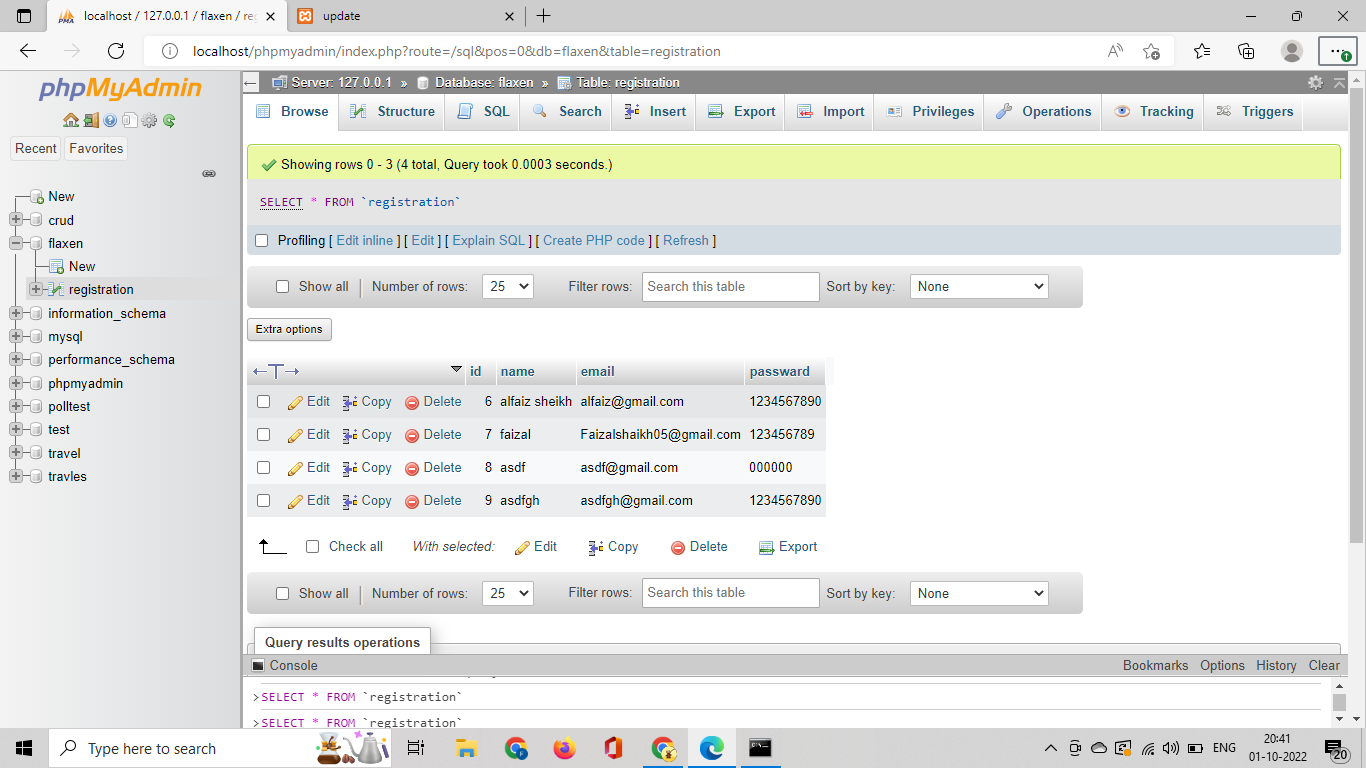 localhost / 127.0.0.1 / flaxen / re
update
localhost/phpmyadmin/index.php?route=/sql&pos=0&db=flaxen&table=registration
phpMyAdmin
Recent Favorites
New
crud
flaxen
New
registration
information_schema
mysql
performance_schema
phpmyadmin
polltest
test
travel
travles
Server: 127.0.0.1 » Database: flaxen » Table: registration
Browse Structure SQL Search Insert Export Import Privileges Operations Tracking Triggers
Showing rows 0 - 3 (4 total, Query took 0.0003 seconds.)
SELECT * FROM `registration`
Profiling [ Edit inline ] [ Edit ] [ Explain SQL ] [ Create PHP code ] [ Refresh ]
Show all Number of rows: 25 Filter rows: Search this table Sort by key: None
Extra options
←T→ id name email passward
Edit Copy Delete 6 alfaiz sheikh alfaiz@gmail.com 1234567890
Edit Copy Delete 7 faizal Faizalshaikh05@gmail.com 123456789
Edit Copy Delete 8 asdf asdf@gmail.com 000000
Edit Copy Delete 9 asdfgh asdfgh@gmail.com 1234567890
Check all With selected: Edit Copy Delete Export
Show all Number of rows: 25 Filter rows: Search this table Sort by key: None
Query results operations
Console Bookmarks Options History Clear
>SELECT * FROM `registration`
>SELECT * FROM `registration`
Type here to search
ENG
20:41
01-10-2022
20